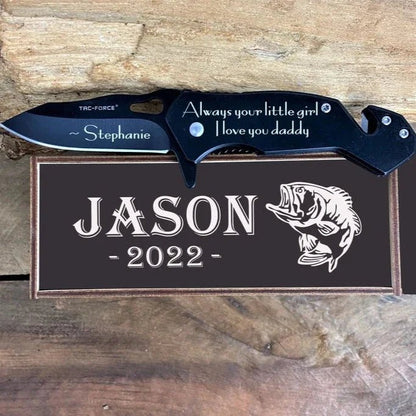 TAC-FORCE®
~ Stephanie
Always your little girl
I love you daddy
JASON
- 2022 -